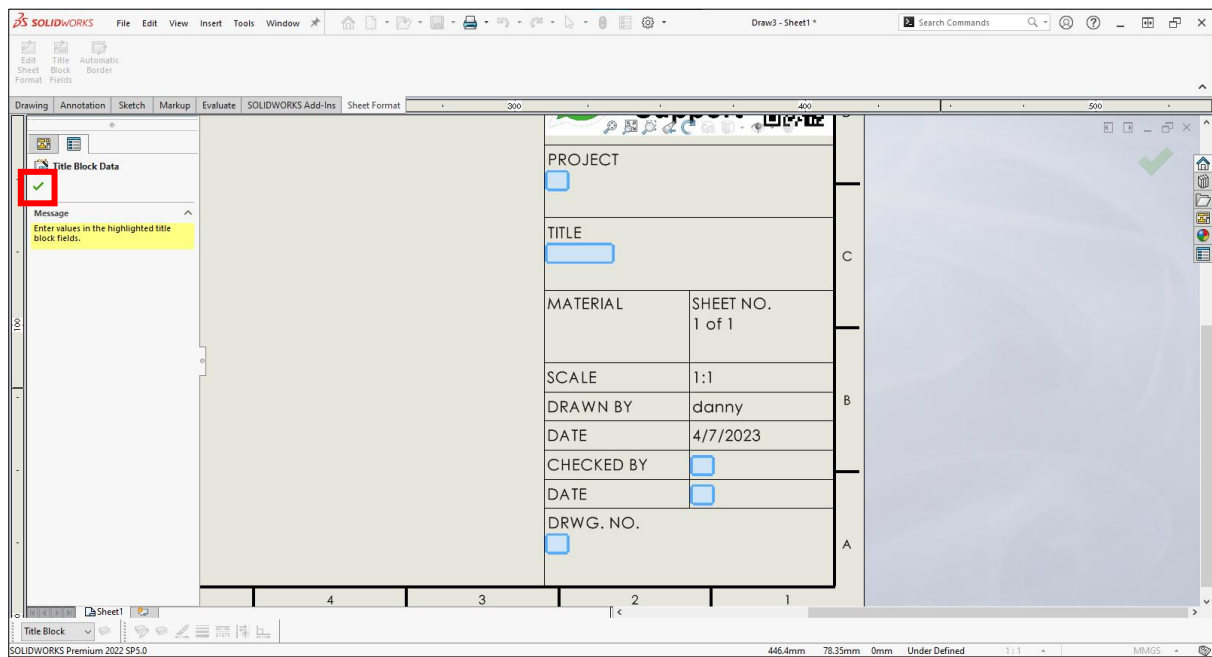 SOLIDWORKS File Edit View Insert Tools Window Draw3 - Sheet1 * Search Commands
Edit Sheet Format
Title Block Fields
Automatic Border
Drawing Annotation Sketch Markup Evaluate SOLIDWORKS Add-Ins Sheet Format
300 400 500
Title Block Data
Message
Enter values in the highlighted title
block fields.
100
Support
PROJECT
TITLE
C
MATERIAL SHEET NO.
1 of 1
SCALE 1:1
DRAWN BY danny
B
DATE 4/7/2023
CHECKED BY
DATE
DRWG. NO.
A
4 3 2 1
Sheet1
Title Block
SOLIDWORKS Premium 2022 SP5.0 446.4mm 78.35mm 0mm Under Defined 1:1 MMGS